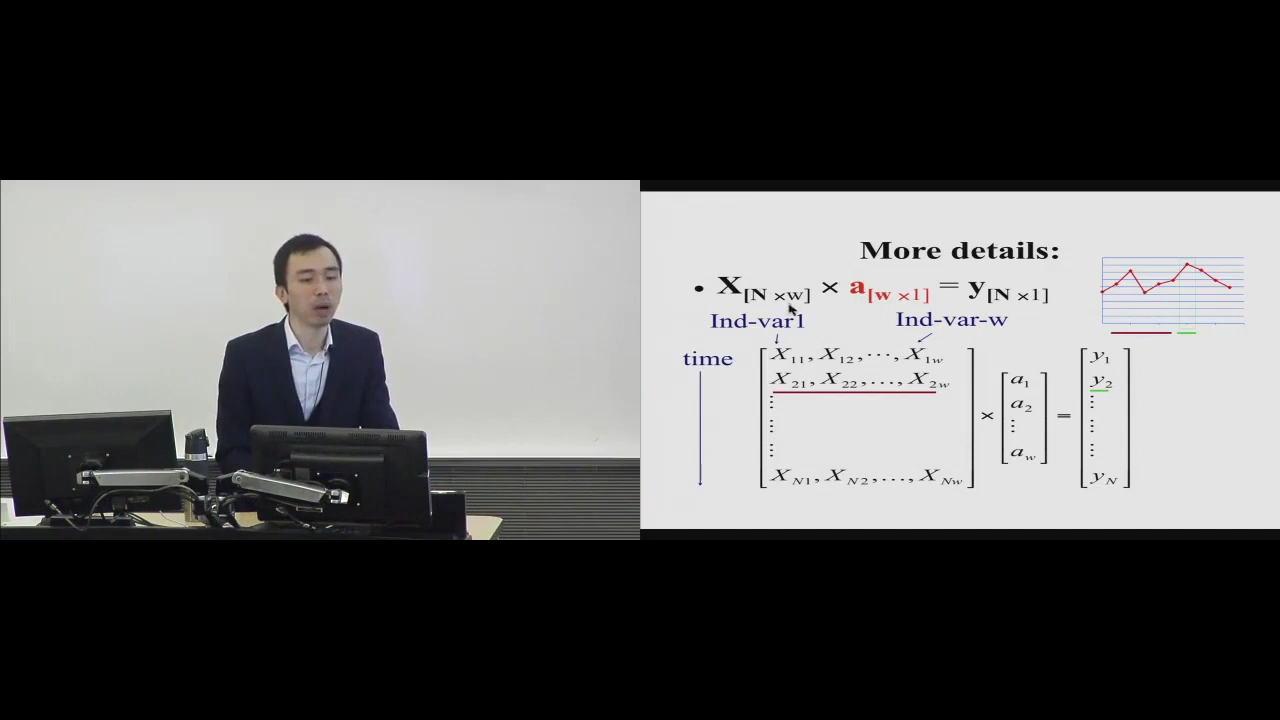 More details:
• X[N ×w] × a[w ×1] = y[N ×1]
Ind-var1 Ind-var-w
time
X11, X12, ⋯, X1w
X21, X22, …, X2w
⋮
⋮
⋮
XN1, XN2, …, XNw
×
a1
a2
⋮
aw
=
y1
y2
⋮
⋮
⋮
yN